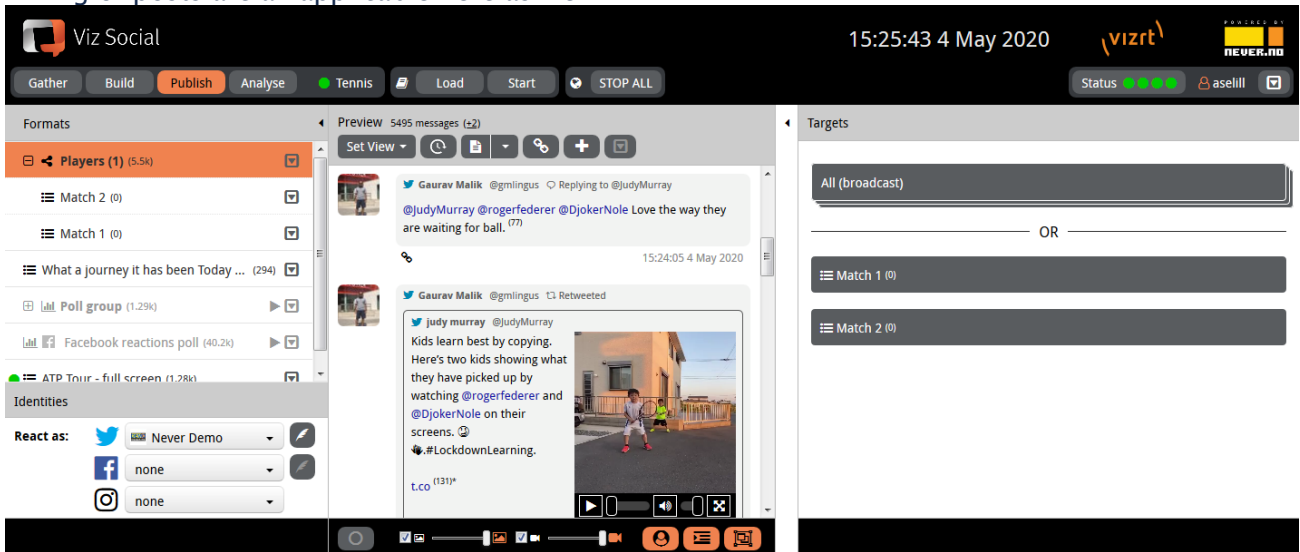 Viz Social
15:25:43 4 May 2020
vizrt
POWERED BY
NEVER.NO
Gather Build Publish Analyse
Tennis Load Start STOP ALL
Status aselill
Formats
Players (1) (5.5k)
Match 2 (0)
Match 1 (0)
What a journey it has been Today ... (294)
Poll group (1.29k)
Facebook reactions poll (40.2k)
ATP Tour - full screen (1.28k)
Identities
React as: Never Demo
none
none
Preview 5495 messages (+2)
Set View
Gaurav Malik @gmlingus Replying to @JudyMurray
@JudyMurray @rogerfederer @DjokerNole Love the way they
are waiting for ball. (77)
15:24:05 4 May 2020
Gaurav Malik @gmlingus Retweeted
judy murray @JudyMurray
Kids learn best by copying.
Here's two kids showing what
they have picked up by
watching @rogerfederer and
@DjokerNole on their
screens. 
.#LockdownLearning.
t.co (131)*
Targets
All (broadcast)
OR
Match 1 (0)
Match 2 (0)